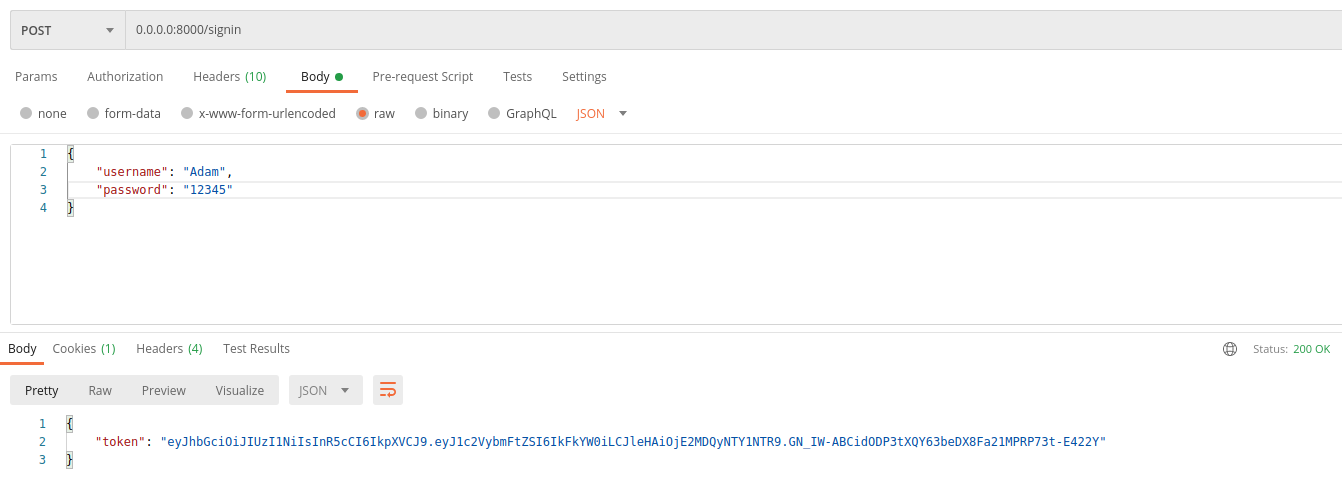 POST 0.0.0.0:8000/signin
Params Authorization Headers (10) Body Pre-request Script Tests Settings
none form-data x-www-form-urlencoded raw binary GraphQL JSON
1 {
2 "username": "Adam",
3 "password": "12345"
4 }
Body Cookies (1) Headers (4) Test Results Status: 200 OK
Pretty Raw Preview Visualize JSON
1 {
2 "token": "eyJhbGciOiJIUzI1NiIsInR5cCI6IkpXVCJ9.eyJ1c2VybmFtZSI6IkFkYW0iLCJleHAiOjE2MDQyNTY1NTR9.GN_IW-ABCidODP3tXQY63beDX8Fa21MPRP73t-E422Y"
3 }